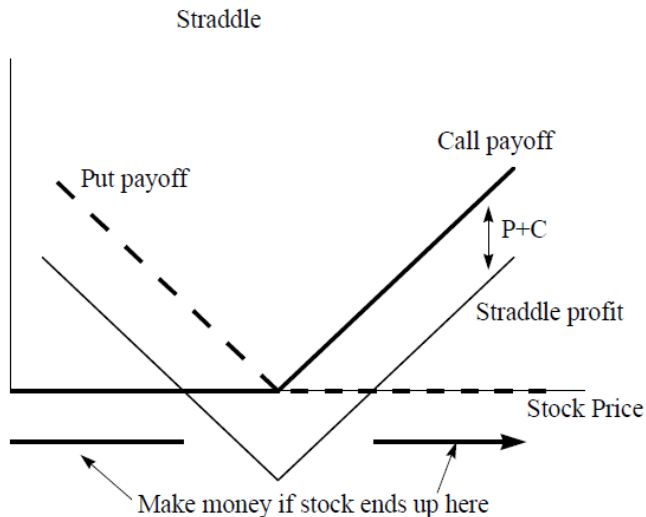 Straddle
Call payoff
Put payoff
P+C
Straddle profit
Stock Price
Make money if stock ends up here